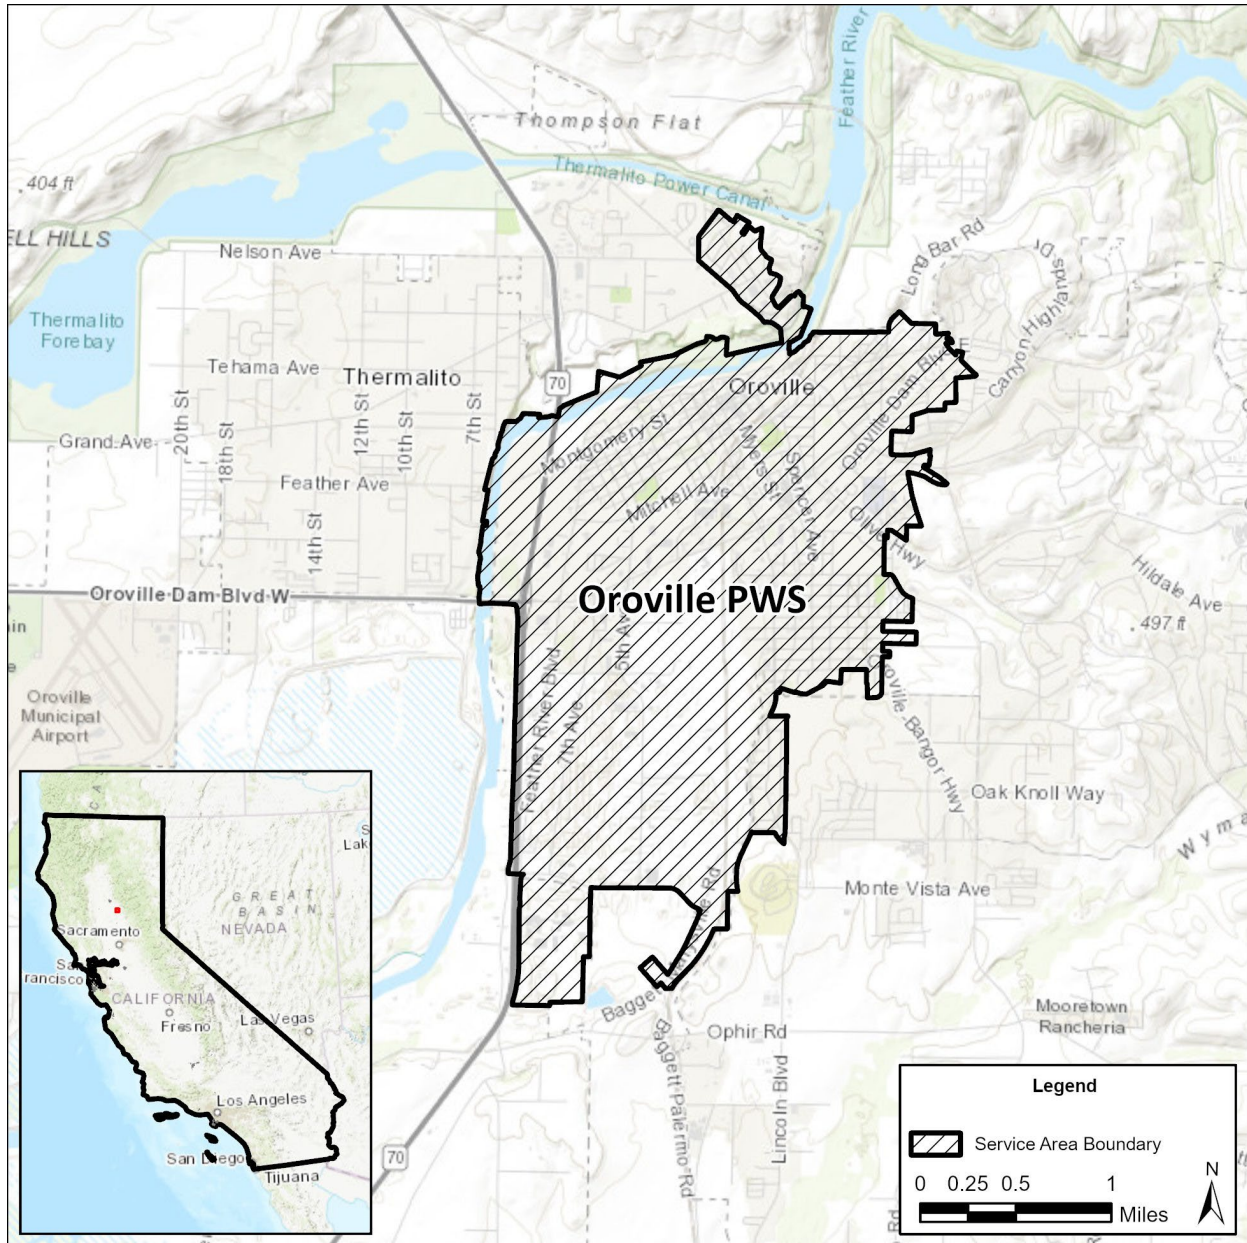 Feather River
Thompson Flat
Thermalito Power Canal
404 ft
ELL HILLS
Nelson Ave
Long Bar Rd
Canyon Highlands Dr
Thermalito
Forebay
Tehama Ave
Thermalito
70
Oroville
Oroville Dam Blvd E
20th St
18th St
12th St
10th St
7th St
Grand Ave
Montgomery St
Myers St
Spencer Ave
Feather Ave
Mitchell Ave
14th St
Olive Hwy
Hildale Ave
Oroville Dam Blvd W
Oroville PWS
497 ft
5th Ave
Oroville
Municipal
Airport
Feather River Blvd
7th Ave
Oroville-Bangor Hwy
Oak Knoll Way
Wyma
Monte Vista Ave
Mooretown
Rancheria
Ophir Rd
Baggett Palermo Rd
Lincoln Blvd
70
GREAT
BASIN
NEVADA
Sacramento
San
rancisco
CALIFORNIA
Fresno
Las Vegas
Los Angeles
San Diego
Tijuana
Legend
Service Area Boundary
0 0.25 0.5 1
Miles
N